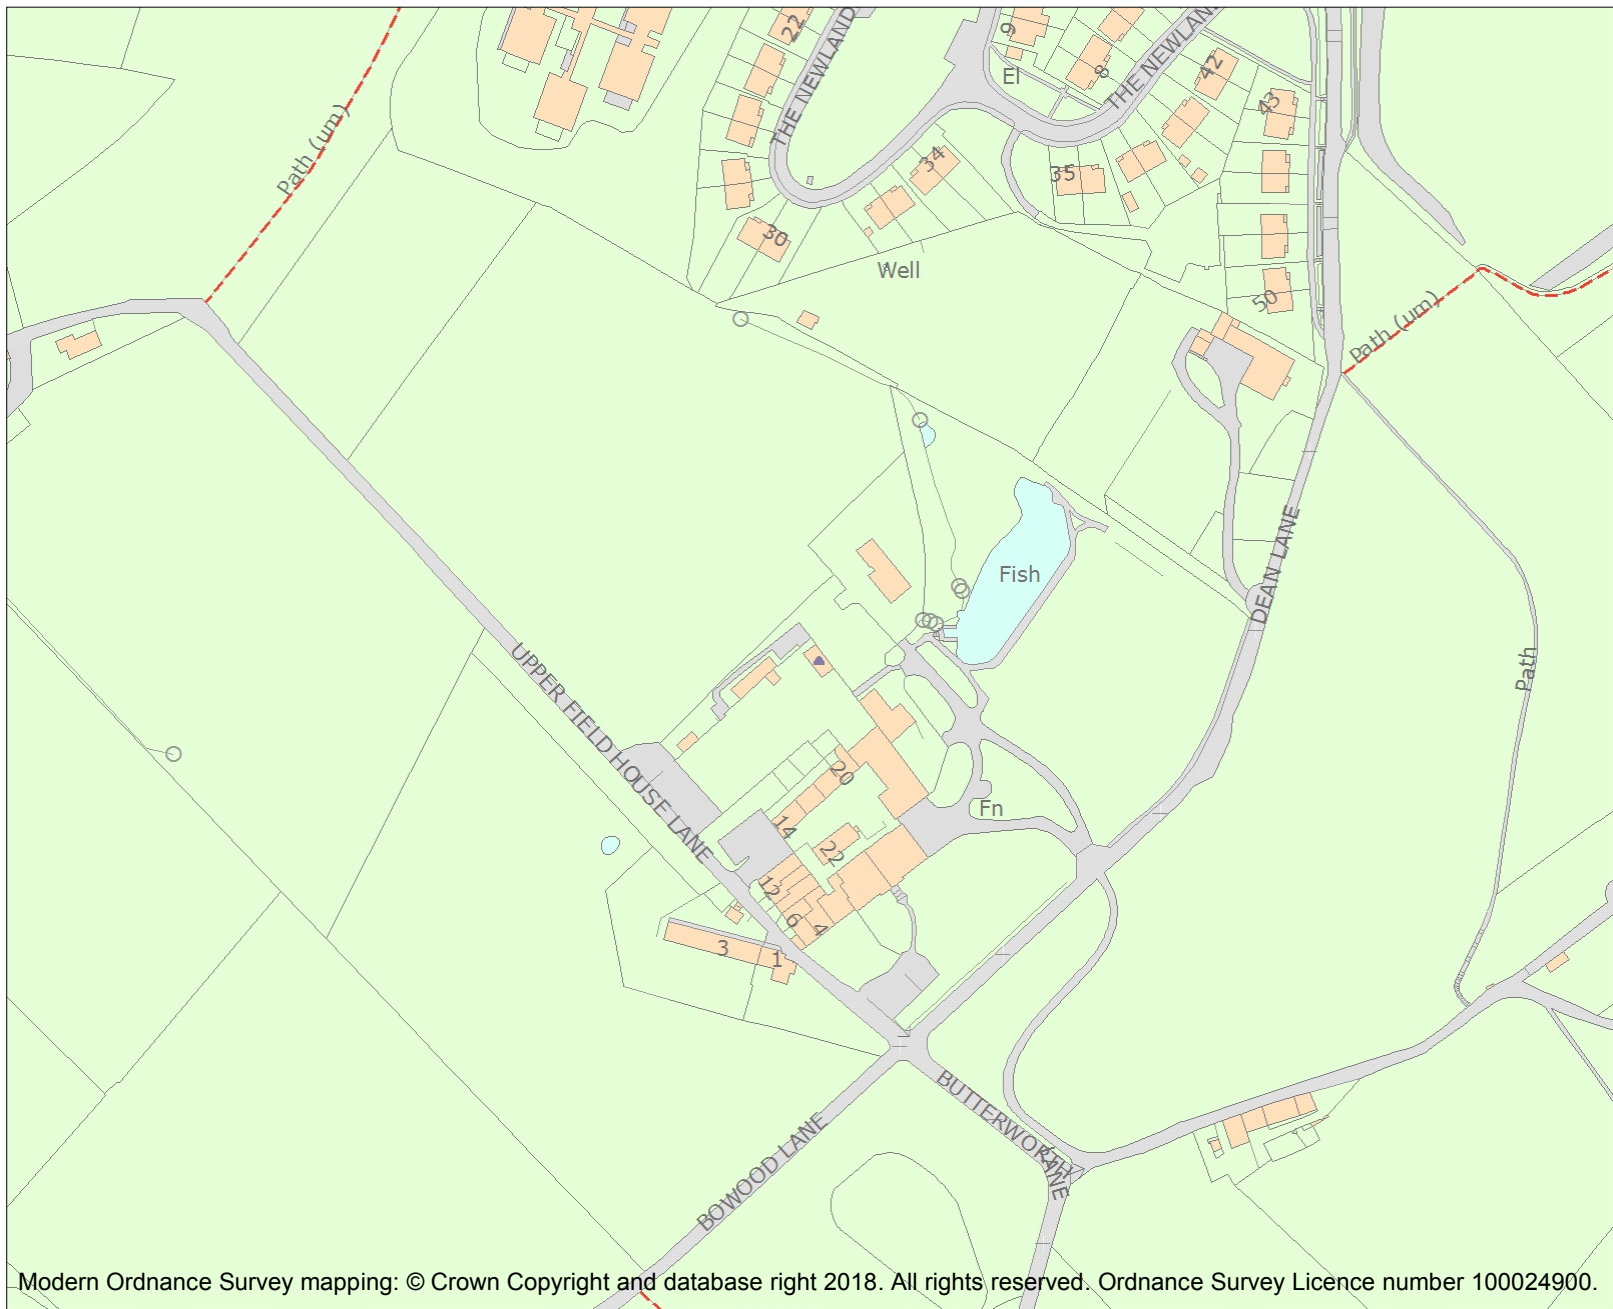 22
THE NEWLAND
9
El
8
THE NEWLAN
42
43
Path (um)
34
35
30
Well
50
Path (um)
Fish
DEAN LANE
Path
UPPER FIELD HOUSE LANE
20
14
Fn
22
12
6
4
3
1
BUTTERWORTH
LANE
BOWOOD LANE
Modern Ordnance Survey mapping: © Crown Copyright and database right 2018. All rights reserved. Ordnance Survey Licence number 100024900.